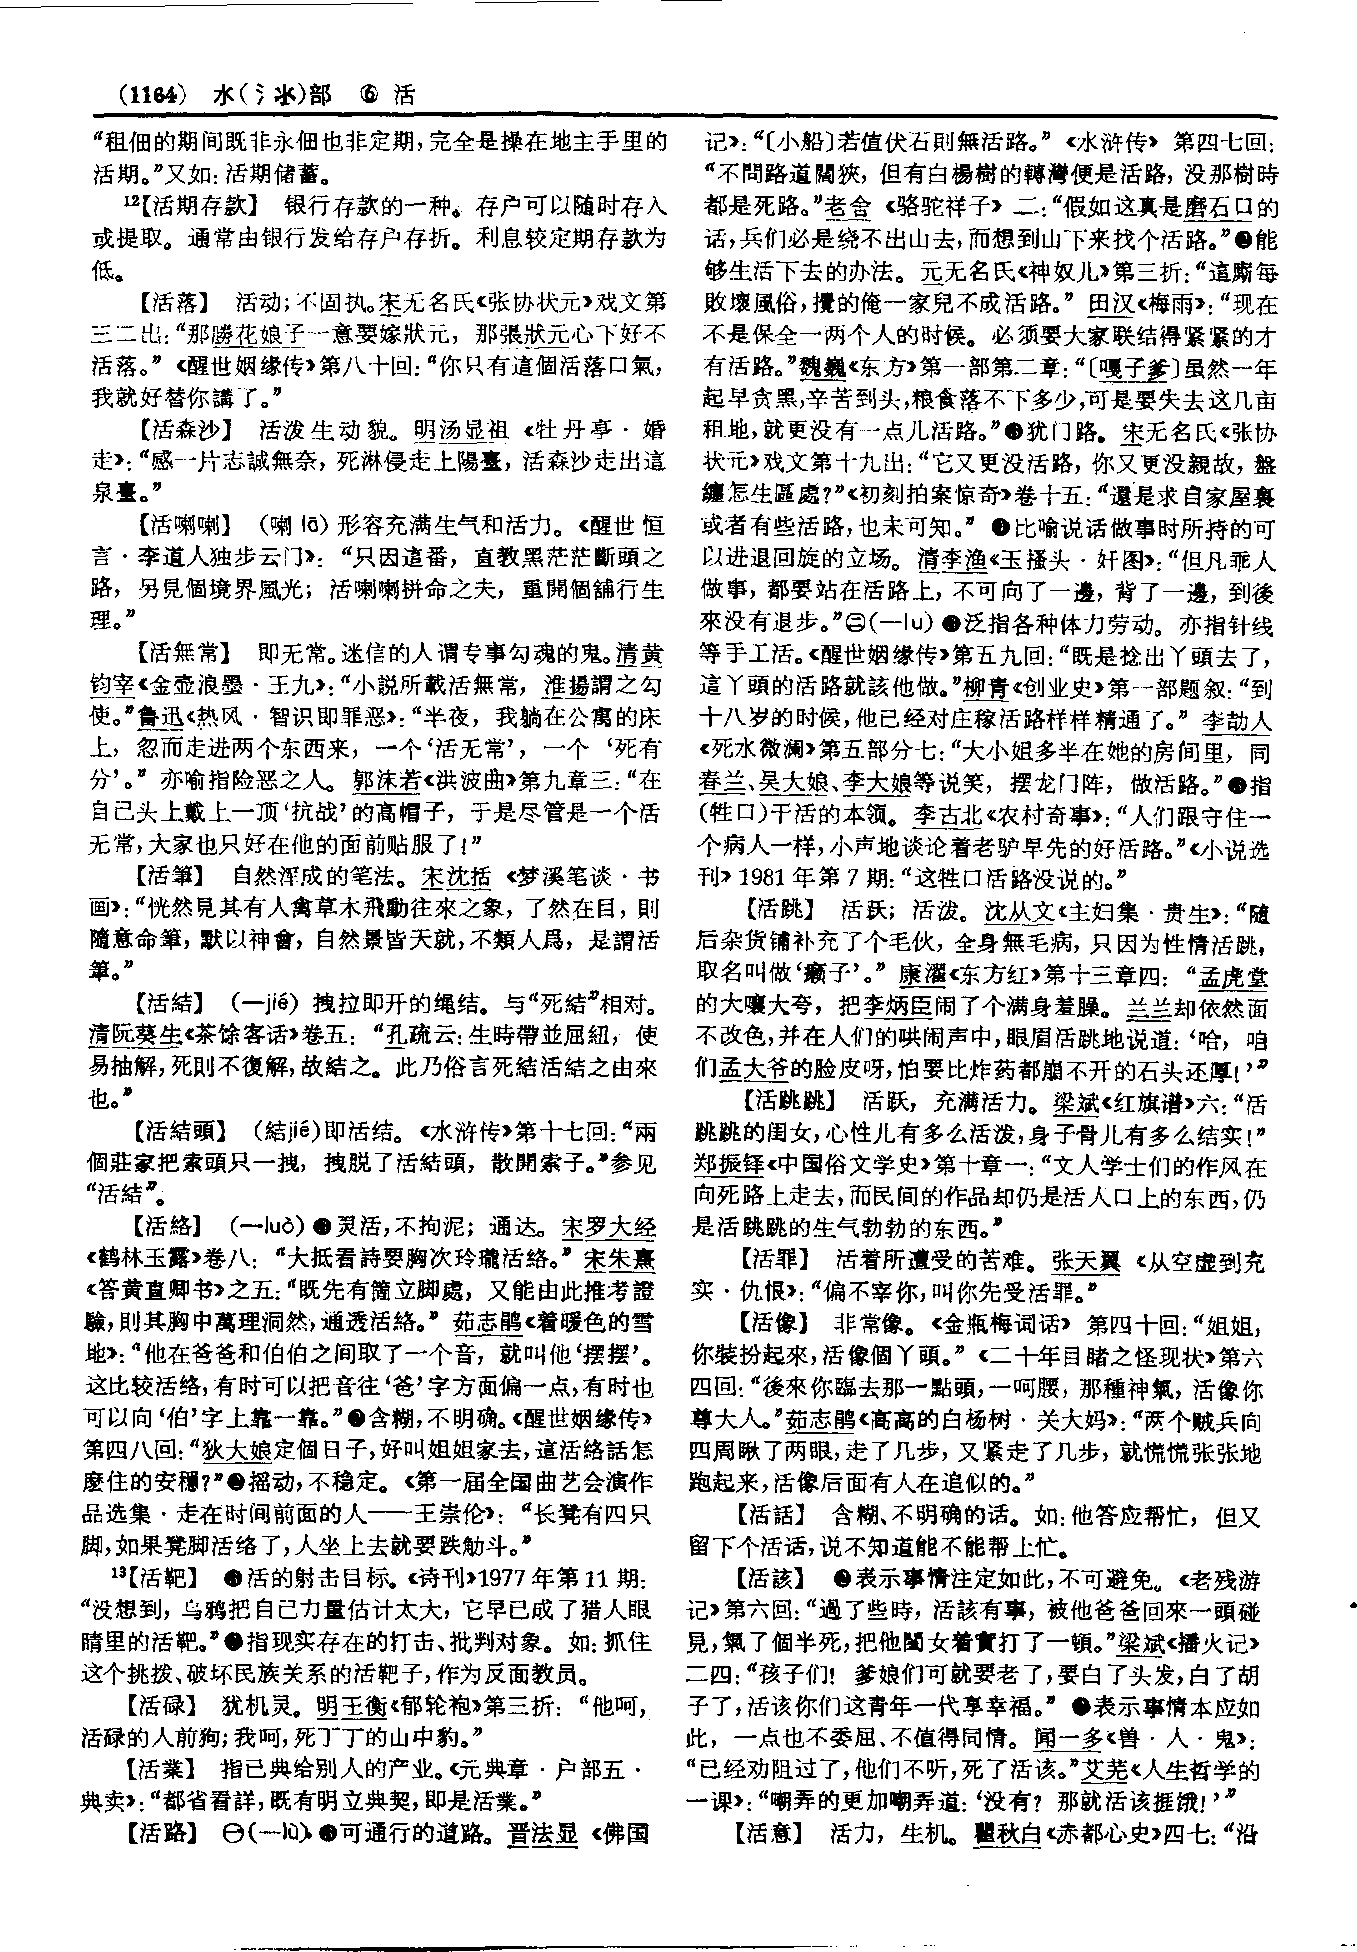 (1164) 水(氵氺)部 ⑥ 活
“租佃的期间既非永佃也非定期，完全是操在地主手里的
活期。”又如：活期储蓄。
¹²【活期存款】 银行存款的一种。存户可以随时存入
或提取。通常由银行发给存户存折。利息较定期存款为
低。
【活落】 活动；不固执。宋无名氏《张协状元》戏文第
三二出：“那勝花娘子一意要嫁狀元，那張狀元心下好不
活落。”《醒世姻缘传》第八十回：“你只有這個活落口氣，
我就好替你講了。”
【活森沙】 活泼生动貌。明汤显祖《牡丹亭·婚
走》：“感一片志誠無奈，死淋侵走上陽臺，活森沙走出這
泉臺。”
【活喇喇】 （喇 lā）形容充满生气和活力。《醒世恒
言·李道人独步云门》：“只因這番，直教黑茫茫斷頭之
路，另見個境界風光；活喇喇拚命之夫，重開個舖行生
理。”
【活無常】 即无常。迷信的人谓专事勾魂的鬼。清黄
钧宰《金壶浪墨·王九》：“小說所載活無常，淮揚謂之勾
使。”鲁迅《热风·智识即罪恶》：“半夜，我躺在公寓的床
上，忽而走进两个东西来，一个‘活无常’，一个‘死有
分’。”亦喻指险恶之人。郭沫若《洪波曲》第九章三：“在
自己头上戴上一顶‘抗战’的高帽子，于是尽管是一个活
无常，大家也只好在他的面前贴服了！”
【活筆】 自然浑成的笔法。宋沈括《梦溪笔谈·书
画》：“恍然見其有人禽草木飛動往來之象，了然在目，則
隨意命筆，默以神會，自然景皆天就，不類人爲，是謂活
筆。”
【活結】 （—jié）拽拉即开的绳结。与“死結”相对。
清阮葵生《茶馀客话》卷五：“孔疏云：生時帶並屈紐，使
易抽解，死則不復解，故結之。此乃俗言死結活結之由來
也。”
【活結頭】 （結jié）即活结。《水浒传》第十七回：“兩
個莊家把索頭只一拽，拽脱了活結頭，散開索子。”参见
“活結”。
【活絡】 （—luò）❶灵活，不拘泥；通达。宋罗大经
《鹤林玉露》卷八：“大抵看詩要胸次玲瓏活絡。”宋朱熹
《答黄直卿书》之五：“既先有箇立脚處，又能由此推考證
驗，則其胸中萬理洞然，通透活絡。”茹志鹃《着暖色的雪
地》：“他在爸爸和伯伯之间取了一个音，就叫他‘摆摆’。
这比较活络，有时可以把音往‘爸’字方面偏一点，有时也
可以向‘伯’字上靠一靠。”❷含糊，不明确。《醒世姻缘传》
第四八回：“狄大娘定個日子，好叫姐姐家去，這活絡話怎
麽住的安穩？”❸摇动，不稳定。《第一届全国曲艺会演作
品选集·走在时间前面的人——王崇伦》：“长凳有四只
脚，如果凳脚活络了，人坐上去就要跌觔斗。”
¹³【活靶】 ❶活的射击目标。《诗刊》1977年第11期：
“没想到，乌鸦把自己力量估计太大，它早已成了猎人眼
睛里的活靶。”❷指现实存在的打击、批判对象。如：抓住
这个挑拨、破坏民族关系的活靶子，作为反面教员。
【活碌】 犹机灵。明王衡《郁轮袍》第三折：“他呵，
活碌的人前狗；我呵，死丁丁的山中豹。”
【活業】 指已典给别人的产业。《元典章·户部五·
典卖》：“都省看詳，既有明立典契，即是活業。”
【活路】 ㊀（—lù）❶可通行的道路。晋法显《佛国
记》：“〔小船〕若值伏石則無活路。”《水浒传》第四七回：
“不問路道闊狹，但有白楊樹的轉灣便是活路，没那樹時
都是死路。”老舍《骆驼祥子》二：“假如这真是磨石口的
话，兵们必是绕不出山去，而想到山下来找个活路。”❷能
够生活下去的办法。元无名氏《神奴儿》第三折：“這廝每
敗壞風俗，攪的俺一家兒不成活路。”田汉《梅雨》：“现在
不是保全一两个人的时候。必须要大家联结得紧紧的才
有活路。”魏巍《东方》第一部第二章：“〔嘎子爹〕虽然一年
起早贪黑，辛苦到头，粮食落不下多少，可是要失去这几亩
租地，就更没有一点儿活路。”❸犹门路。宋无名氏《张协
状元》戏文第十九出：“它又更没活路，你又更没親故，盤
纏怎生區處？”《初刻拍案惊奇》卷十五：“還是求自家屋裏
或者有些活路，也未可知。”❹比喻说话做事时所持的可
以进退回旋的立场。清李渔《玉搔头·奸图》：“但凡乖人
做事，都要站在活路上，不可向了一邊，背了一邊，到後
來没有退步。”㊁（—lu）❶泛指各种体力劳动。亦指针线
等手工活。《醒世姻缘传》第五九回：“既是捻出丫頭去了，
這丫頭的活路就該他做。”柳青《创业史》第一部题叙：“到
十八岁的时候，他已经对庄稼活路样样精通了。”李劼人
《死水微澜》第五部分七：“大小姐多半在她的房间里，同
春兰、吴大娘、李大娘等说笑，摆龙门阵，做活路。”❷指
（牲口）干活的本领。李古北《农村奇事》：“人们跟守住一
个病人一样，小声地谈论着老驴早先的好活路。”《小说选
刊》1981年第7期：“这牲口活路没说的。”
【活跳】 活跃；活泼。沈从文《主妇集·贵生》：“随
后杂货铺补充了个毛伙，全身無毛病，只因为性情活跳，
取名叫做‘癞子’。”康濯《东方红》第十三章四：“孟虎堂
的大嚷大夸，把李炳臣闹了个满身羞臊。兰兰却依然面
不改色，并在人们的哄闹声中，眼眉活跳地说道：‘哈，咱
们孟大爷的脸皮呀，怕要比炸药都崩不开的石头还厚！’”
【活跳跳】 活跃，充满活力。梁斌《红旗谱》六：“活
跳跳的闺女，心性儿有多么活泼，身子骨儿有多么结实！”
郑振铎《中国俗文学史》第十章一：“文人学士们的作风在
向死路上走去，而民间的作品却仍是活人口上的东西，仍
是活跳跳的生气勃勃的东西。”
【活罪】 活着所遭受的苦难。张天翼《从空虚到充
实·仇恨》：“偏不宰你，叫你先受活罪。”
【活像】 非常像。《金瓶梅词话》第四十回：“姐姐，
你裝扮起來，活像個丫頭。”《二十年目睹之怪现状》第六
四回：“後來你臨去那一點頭，一呵腰，那種神氣，活像你
尊大人。”茹志鹃《高高的白杨树·关大妈》：“两个贼兵向
四周瞅了两眼，走了几步，又紧走了几步，就慌慌张张地
跑起来，活像后面有人在追似的。”
【活話】 含糊、不明确的话。如：他答应帮忙，但又
留下个活话，说不知道能不能帮上忙。
【活該】 ❶表示事情注定如此，不可避免。《老残游
记》第六回：“過了些時，活該有事，被他爸爸回來一頭碰
見，氣了個半死，把他閨女着實打了一頓。”梁斌《播火记》
二四：“孩子们！爹娘们可就要老了，要白了头发，白了胡
子了，活该你们这青年一代享幸福。”❷表示事情本应如
此，一点也不委屈、不值得同情。闻一多《兽·人·鬼》：
“已经劝阻过了，他们不听，死了活该。”艾芜《人生哲学的
一课》：“嘲弄的更加嘲弄道：‘没有？那就活该捱饿！’”
【活意】 活力，生机。瞿秋白《赤都心史》四七：“沿